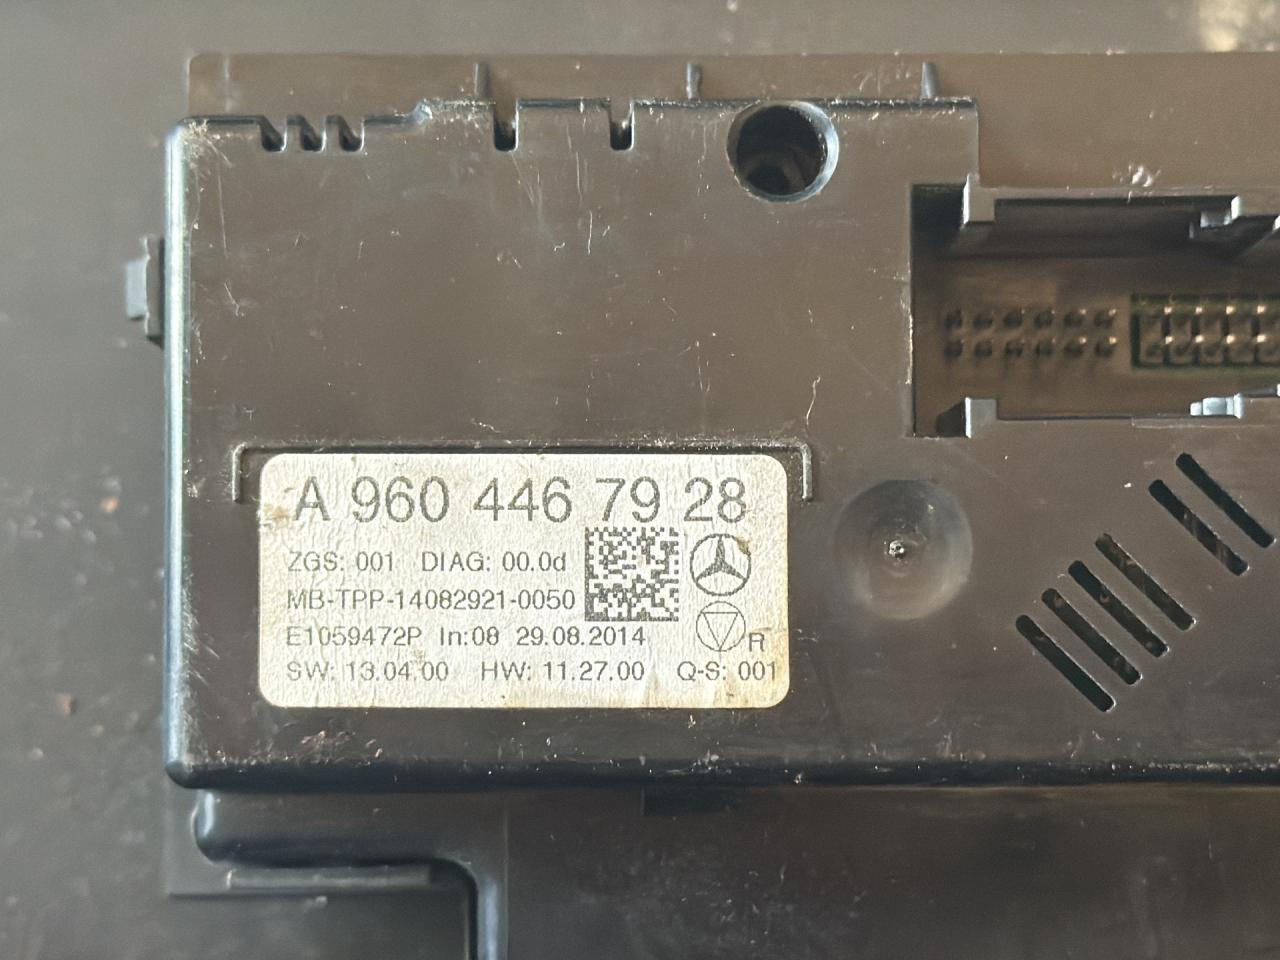 A 960 446 79 28
ZGS: 001 DIAG: 00.0d
MB-TPP-14082921-0050
E1059472P In:08 29.08.2014
R
SW: 13.04.00 HW: 11.27.00 Q-S: 001